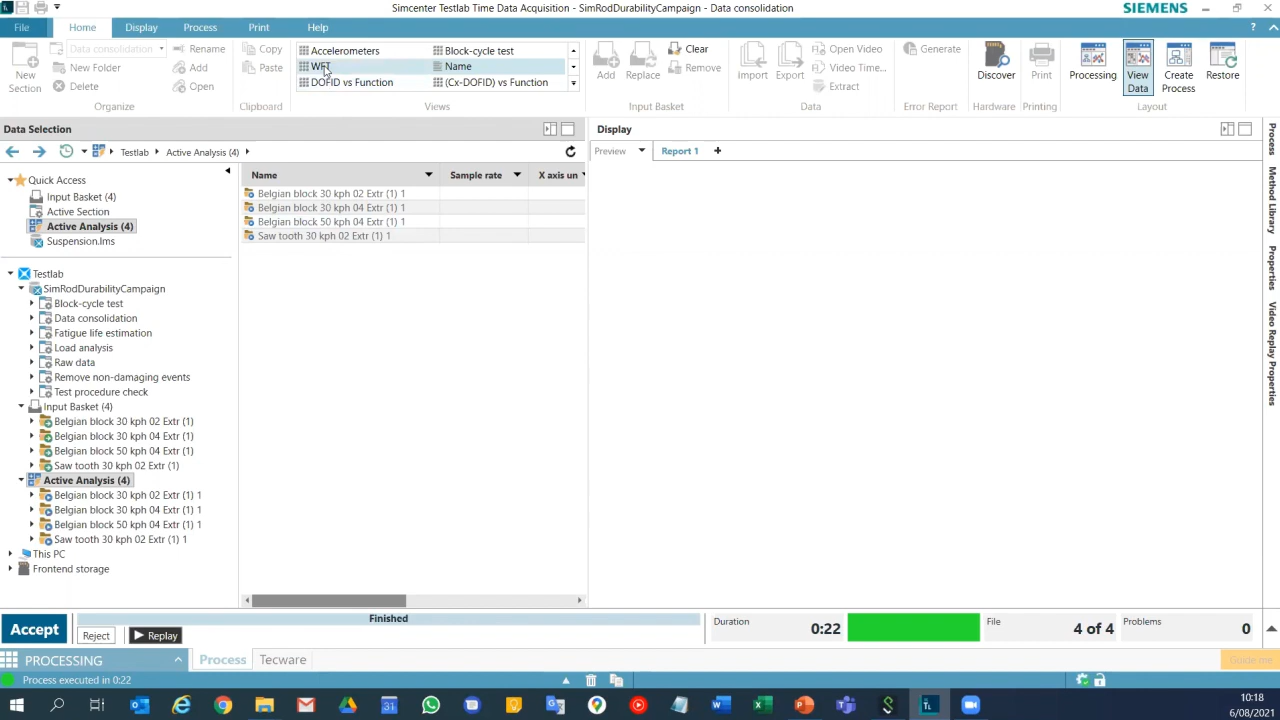 Simcenter Testlab Time Data Acquisition - SimRodDurabilityCampaign - Data consolidation
SIEMENS
File Home Display Process Print Help
New Section
Data consolidation
New Folder
Delete
Rename
Add
Open
Organize
Copy
Paste
Clipboard
Accelerometers
Block-cycle test
WFT
Name
DOFID vs Function
(Cx-DOFID) vs Function
Views
Add
Replace
Clear
Remove
Input Basket
Import
Export
Open Video
Video Time...
Extract
Data
Generate
Error Report
Discover
Hardware
Print
Printing
Processing
View Data
Create Process
Restore
Layout
Data Selection
Testlab
Active Analysis (4)
Quick Access
Input Basket (4)
Active Section
Active Analysis (4)
Suspension.lms
Testlab
SimRodDurabilityCampaign
Block-cycle test
Data consolidation
Fatigue life estimation
Load analysis
Raw data
Remove non-damaging events
Test procedure check
Input Basket (4)
Belgian block 30 kph 02 Extr (1)
Belgian block 30 kph 04 Extr (1)
Belgian block 50 kph 04 Extr (1)
Saw tooth 30 kph 02 Extr (1)
Active Analysis (4)
Belgian block 30 kph 02 Extr (1) 1
Belgian block 30 kph 04 Extr (1) 1
Belgian block 50 kph 04 Extr (1) 1
Saw tooth 30 kph 02 Extr (1) 1
This PC
Frontend storage
Name Sample rate X axis un
Belgian block 30 kph 02 Extr (1) 1
Belgian block 30 kph 04 Extr (1) 1
Belgian block 50 kph 04 Extr (1) 1
Saw tooth 30 kph 02 Extr (1) 1
Display
Preview Report 1 +
Process
Method Library
Properties
Video Replay Properties
Accept
Finished
Reject
Replay
Duration
0:22
File
4 of 4
Problems
0
PROCESSING
Process Tecware
Guide me
Process executed in 0:22
10:18
6/08/2021